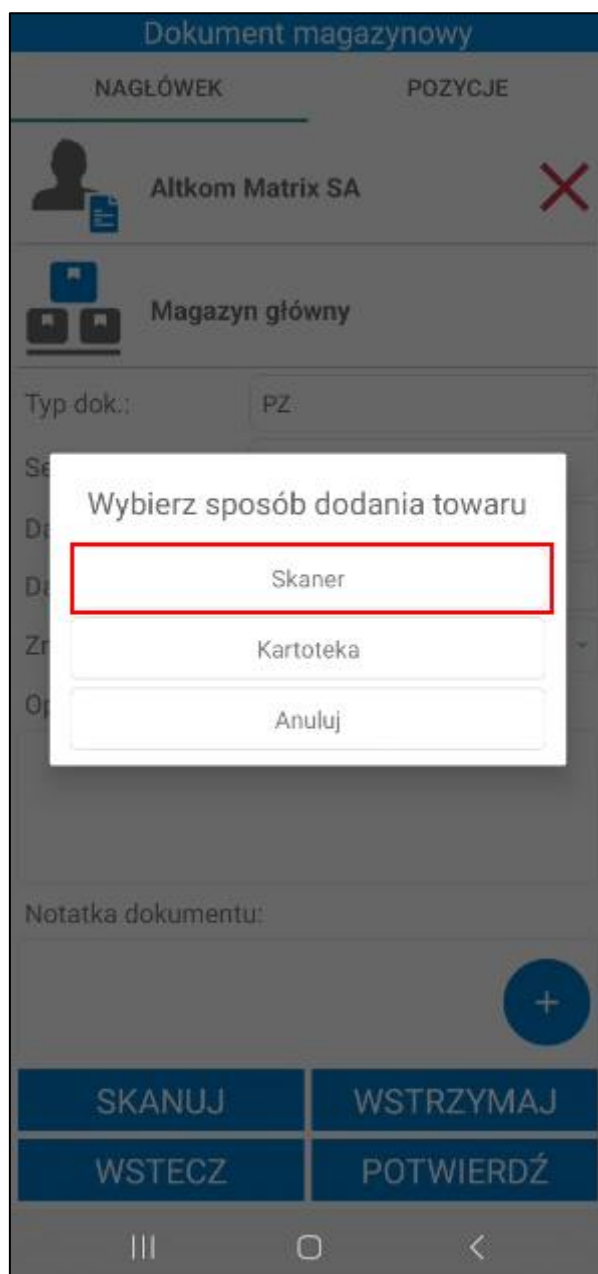 Dokument magazynowy
NAGŁÓWEK POZYCJE
Altkom Matrix SA
Magazyn główny
Typ dok.: PZ
Wybierz sposób dodania towaru
Skaner
Kartoteka
Anuluj
Notatka dokumentu:
+
SKANUJ WSTRZYMAJ
WSTECZ POTWIERDŹ